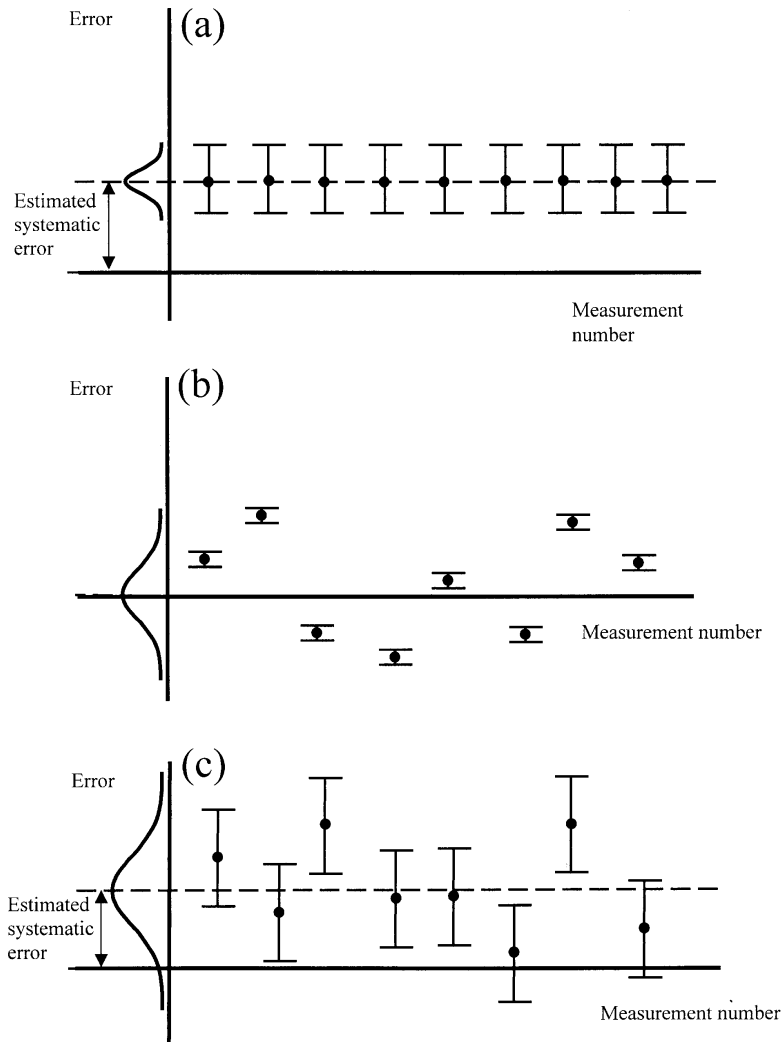 Error
(a)
Estimated
systematic
error
Measurement
number
Error
(b)
Measurement number
Error
(c)
Estimated
systematic
error
Measurement number